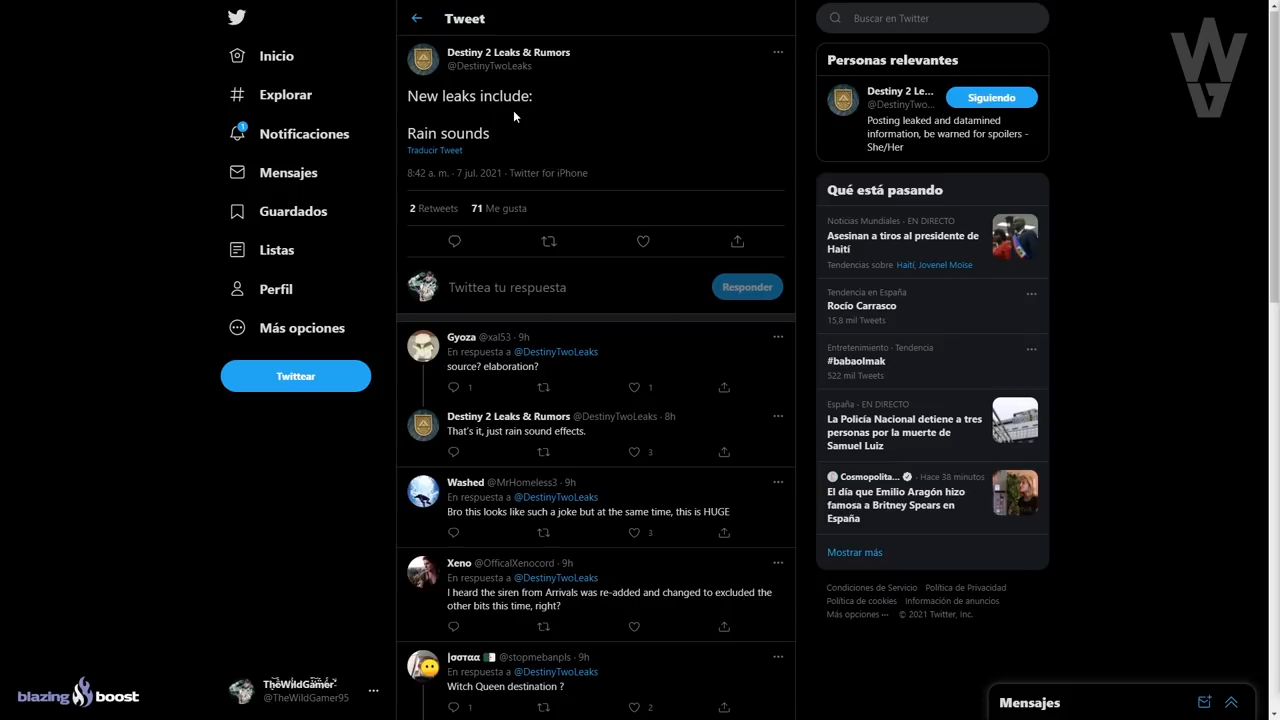 Inicio
Explorar
1
Notificaciones
Mensajes
Guardados
Listas
Perfil
Más opciones
Twittear
@TheWildGamer95
blazing boost
Tweet
Destiny 2 Leaks & Rumors
@DestinyTwoLeaks
New leaks include:
Rain sounds
Traducir Tweet
8:42 a. m. · 7 jul. 2021 · Twitter for iPhone
2 Retweets 71 Me gusta
Twittea tu respuesta
Responder
Gyoza @xal53 · 9h
En respuesta a @DestinyTwoLeaks
source? elaboration?
1 1
Destiny 2 Leaks & Rumors @DestinyTwoLeaks · 8h
That's it, just rain sound effects.
3
Washed @MrHomeless3 · 9h
En respuesta a @DestinyTwoLeaks
Bro this looks like such a joke but at the same time, this is HUGE
3
Xeno @OfficalXenocord · 9h
En respuesta a @DestinyTwoLeaks
I heard the siren from Arrivals was re-added and changed to excluded the
other bits this time, right?
@stopmebanpls · 9h
En respuesta a @DestinyTwoLeaks
Witch Queen destination ?
1 2
Buscar en Twitter
Personas relevantes
Destiny 2 Le...
@DestinyTwo...
Siguiendo
Posting leaked and datamined
information, be warned for spoilers -
She/Her
Qué está pasando
Noticias Mundiales · EN DIRECTO
Asesinan a tiros al presidente de
Haití
Tendencias sobre Haití, Jovenel Moïse
Tendencia en España
Rocío Carrasco
15,8 mil Tweets
Entretenimiento · Tendencia
#babaolmak
522 mil Tweets
España · EN DIRECTO
La Policía Nacional detiene a tres
personas por la muerte de
Samuel Luiz
Cosmopolita... · Hace 38 minutos
El día que Emilio Aragón hizo
famosa a Britney Spears en
España
Mostrar más
Condiciones de Servicio Política de Privacidad
Política de cookies Información de anuncios
Más opciones ··· © 2021 Twitter, Inc.
Mensajes